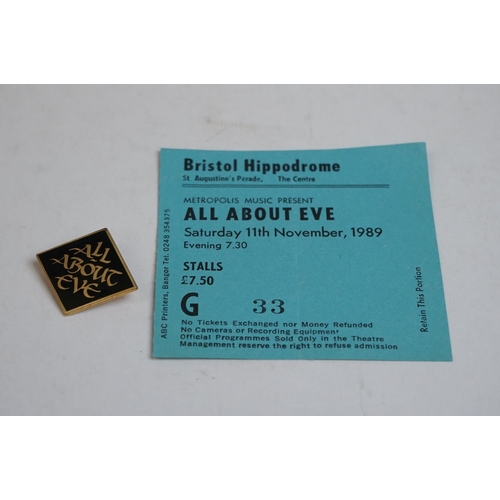 ALL
ABOUT
EVE
Bristol Hippodrome
St. Augustine's Parade, The Centre
METROPOLIS MUSIC PRESENT
ALL ABOUT EVE
Saturday 11th November, 1989
Evening 7.30
STALLS
£7.50
G 33
No Tickets Exchanged nor Money Refunded
No Cameras or Recording Equipment
Official Programmes Sold Only in the Theatre
Management reserve the right to refuse admission
ABC Printers, Bangor Tel. 0248 354375
Retain This Portion